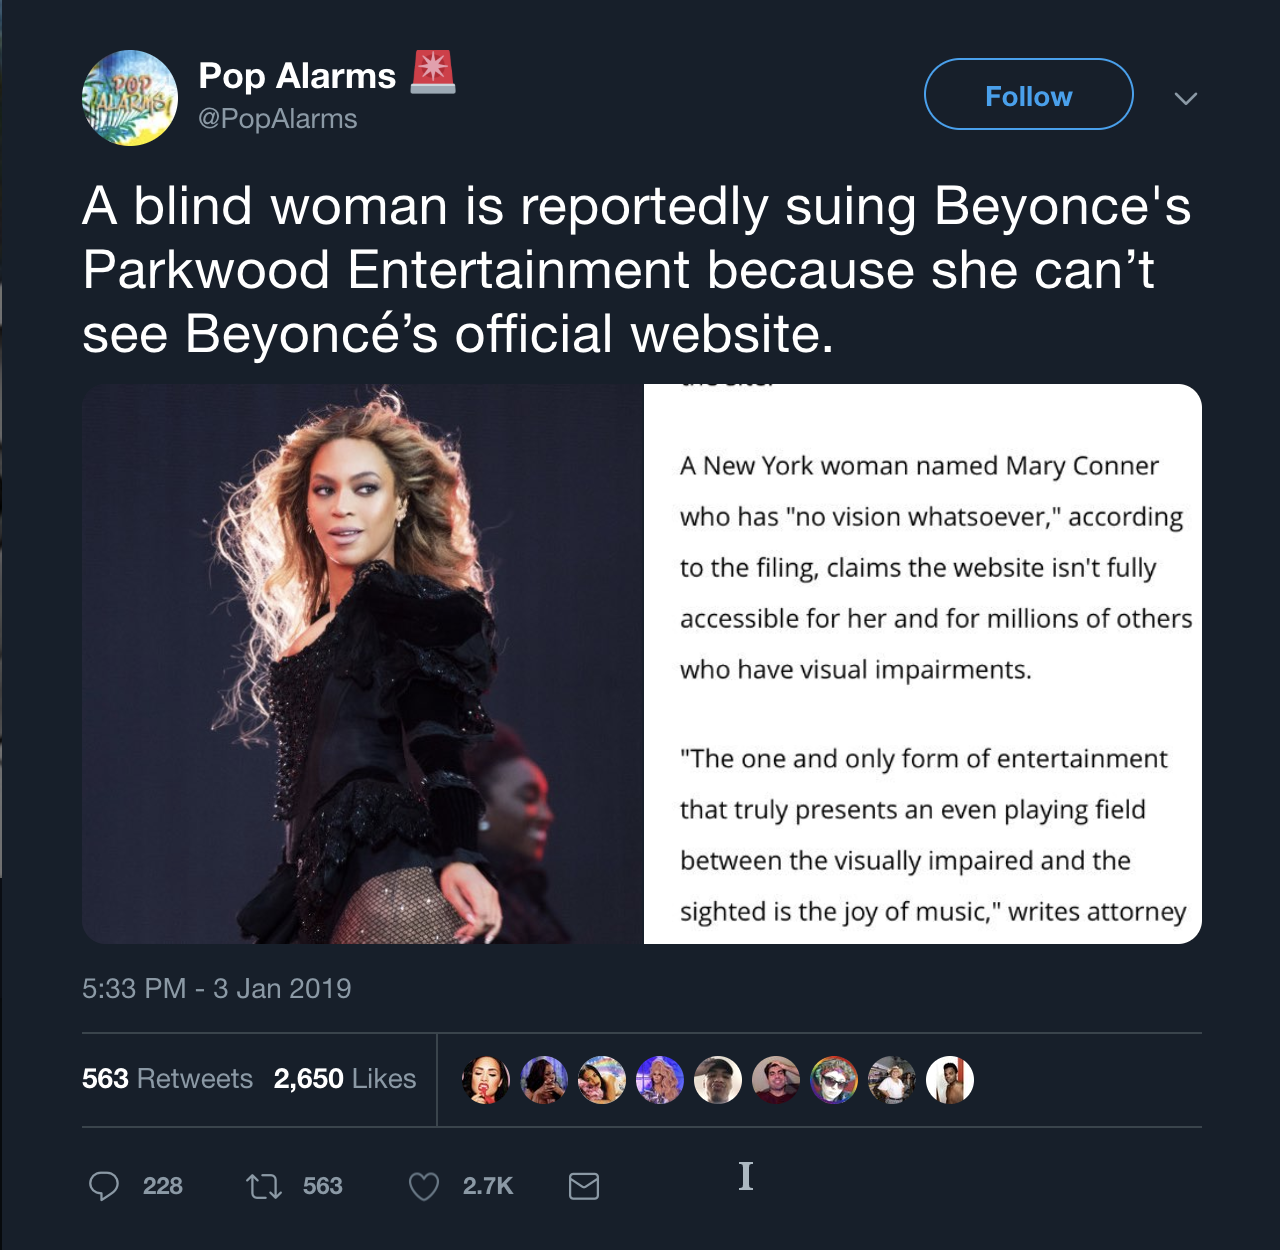 POP
ALARMS
Pop Alarms
@PopAlarms
Follow
A blind woman is reportedly suing Beyonce's
Parkwood Entertainment because she can’t
see Beyoncé’s official website.
A New York woman named Mary Conner
who has "no vision whatsoever," according
to the filing, claims the website isn't fully
accessible for her and for millions of others
who have visual impairments.
"The one and only form of entertainment
that truly presents an even playing field
between the visually impaired and the
sighted is the joy of music," writes attorney
5:33 PM - 3 Jan 2019
563 Retweets 2,650 Likes
228 563 2.7K